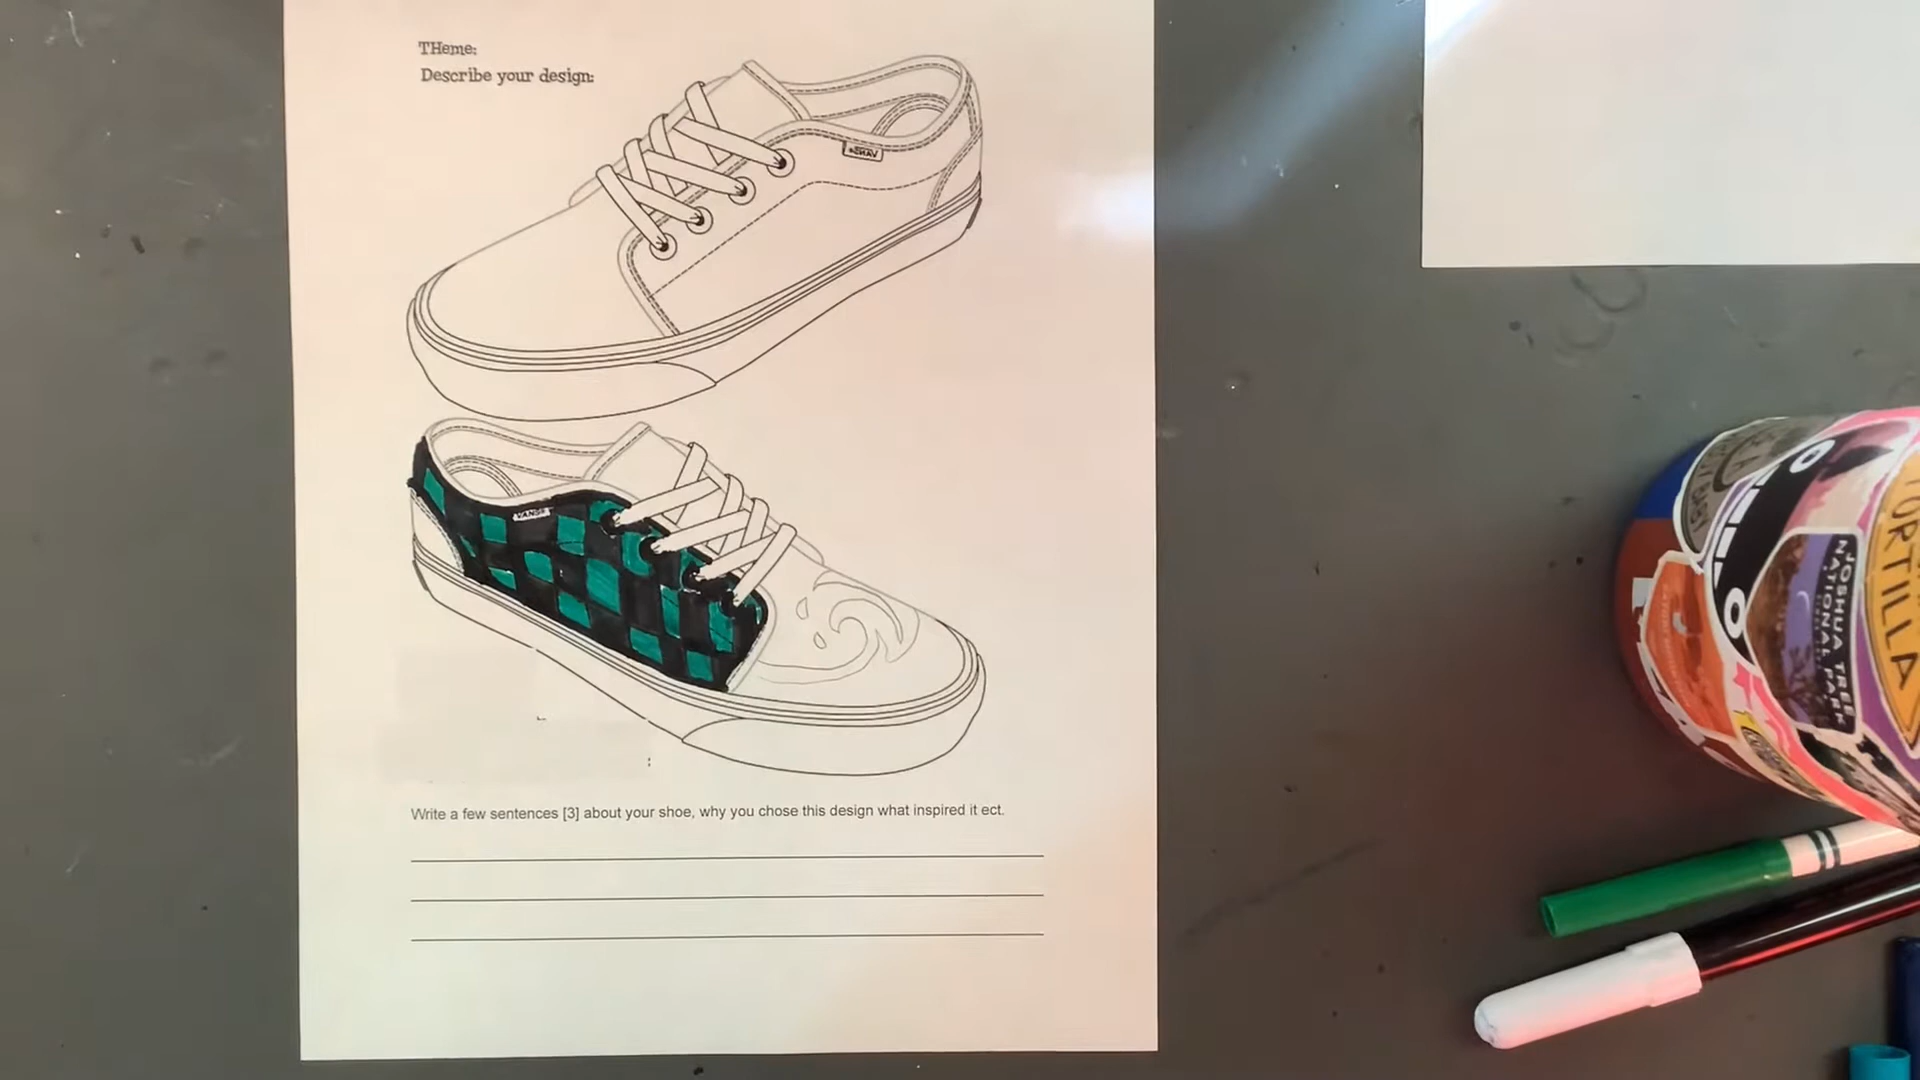 THeme:
Describe your design:
VANS
Write a few sentences [3] about your shoe, why you chose this design what inspired it ect.
TORTILLA
JOSHUA TREE
NATIONAL PARK